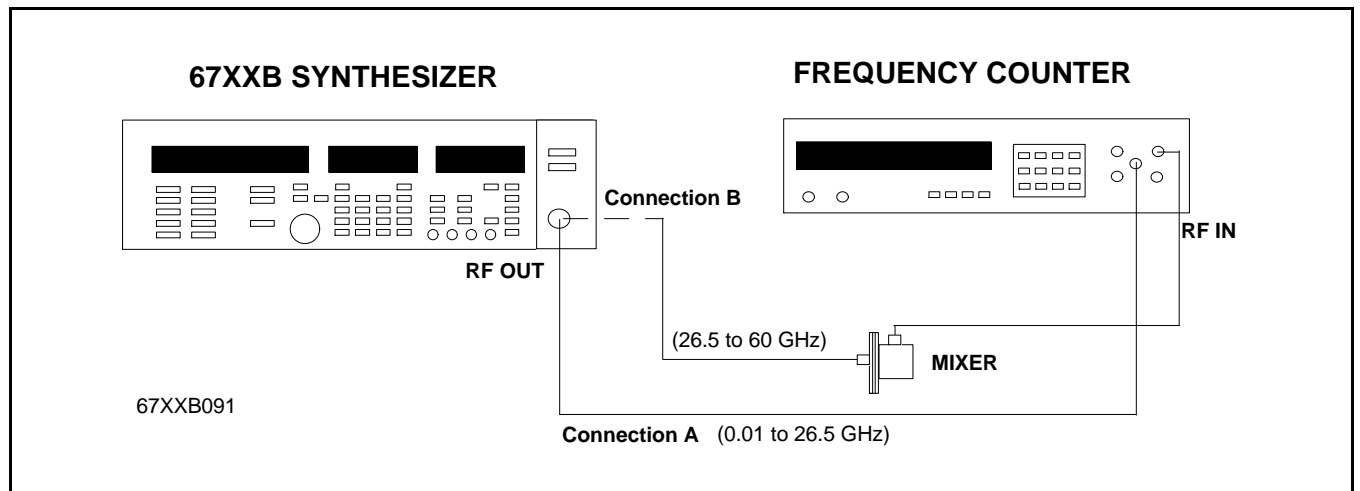 67XXB SYNTHESIZER
FREQUENCY COUNTER
Connection B
RF IN
RF OUT
(26.5 to 60 GHz)
MIXER
67XXB091
Connection A (0.01 to 26.5 GHz)